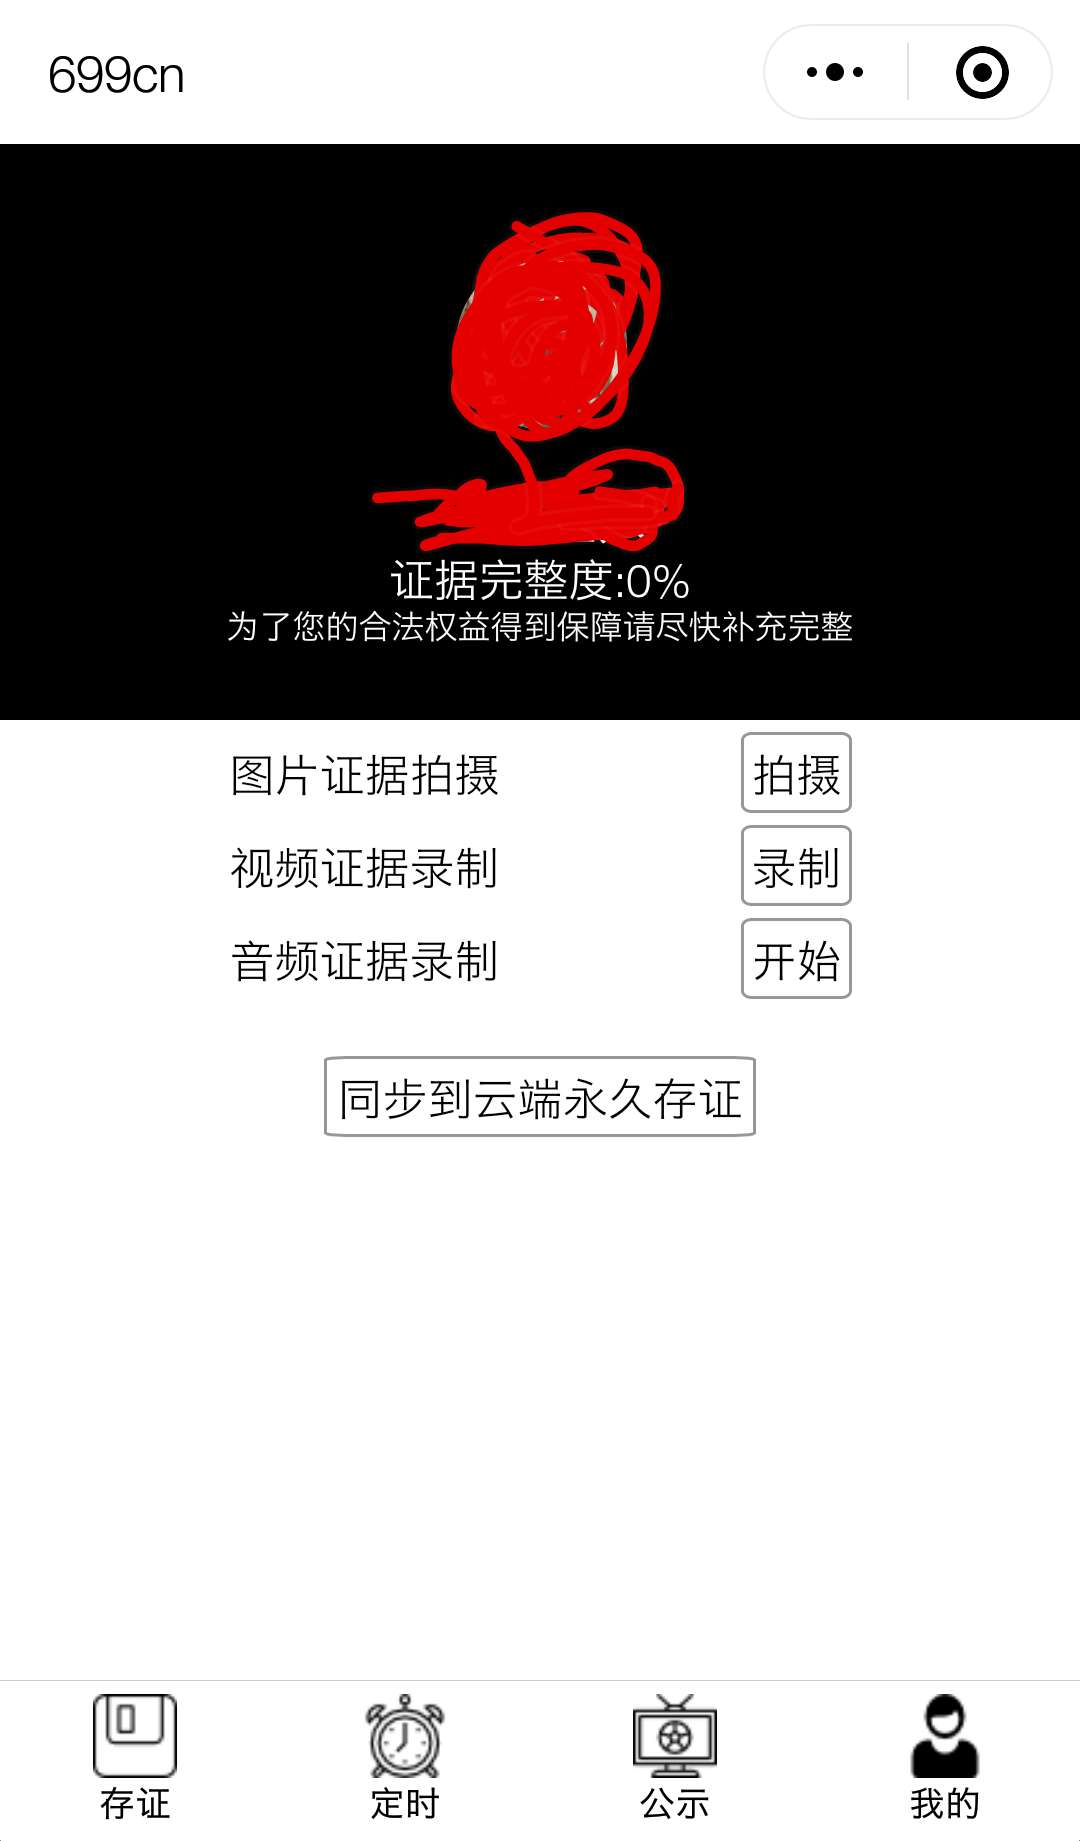 699cn
证据完整度:0%
为了您的合法权益得到保障请尽快补充完整
图片证据拍摄 拍摄
视频证据录制 录制
音频证据录制 开始
同步到云端永久存证
存证 定时 公示 我的